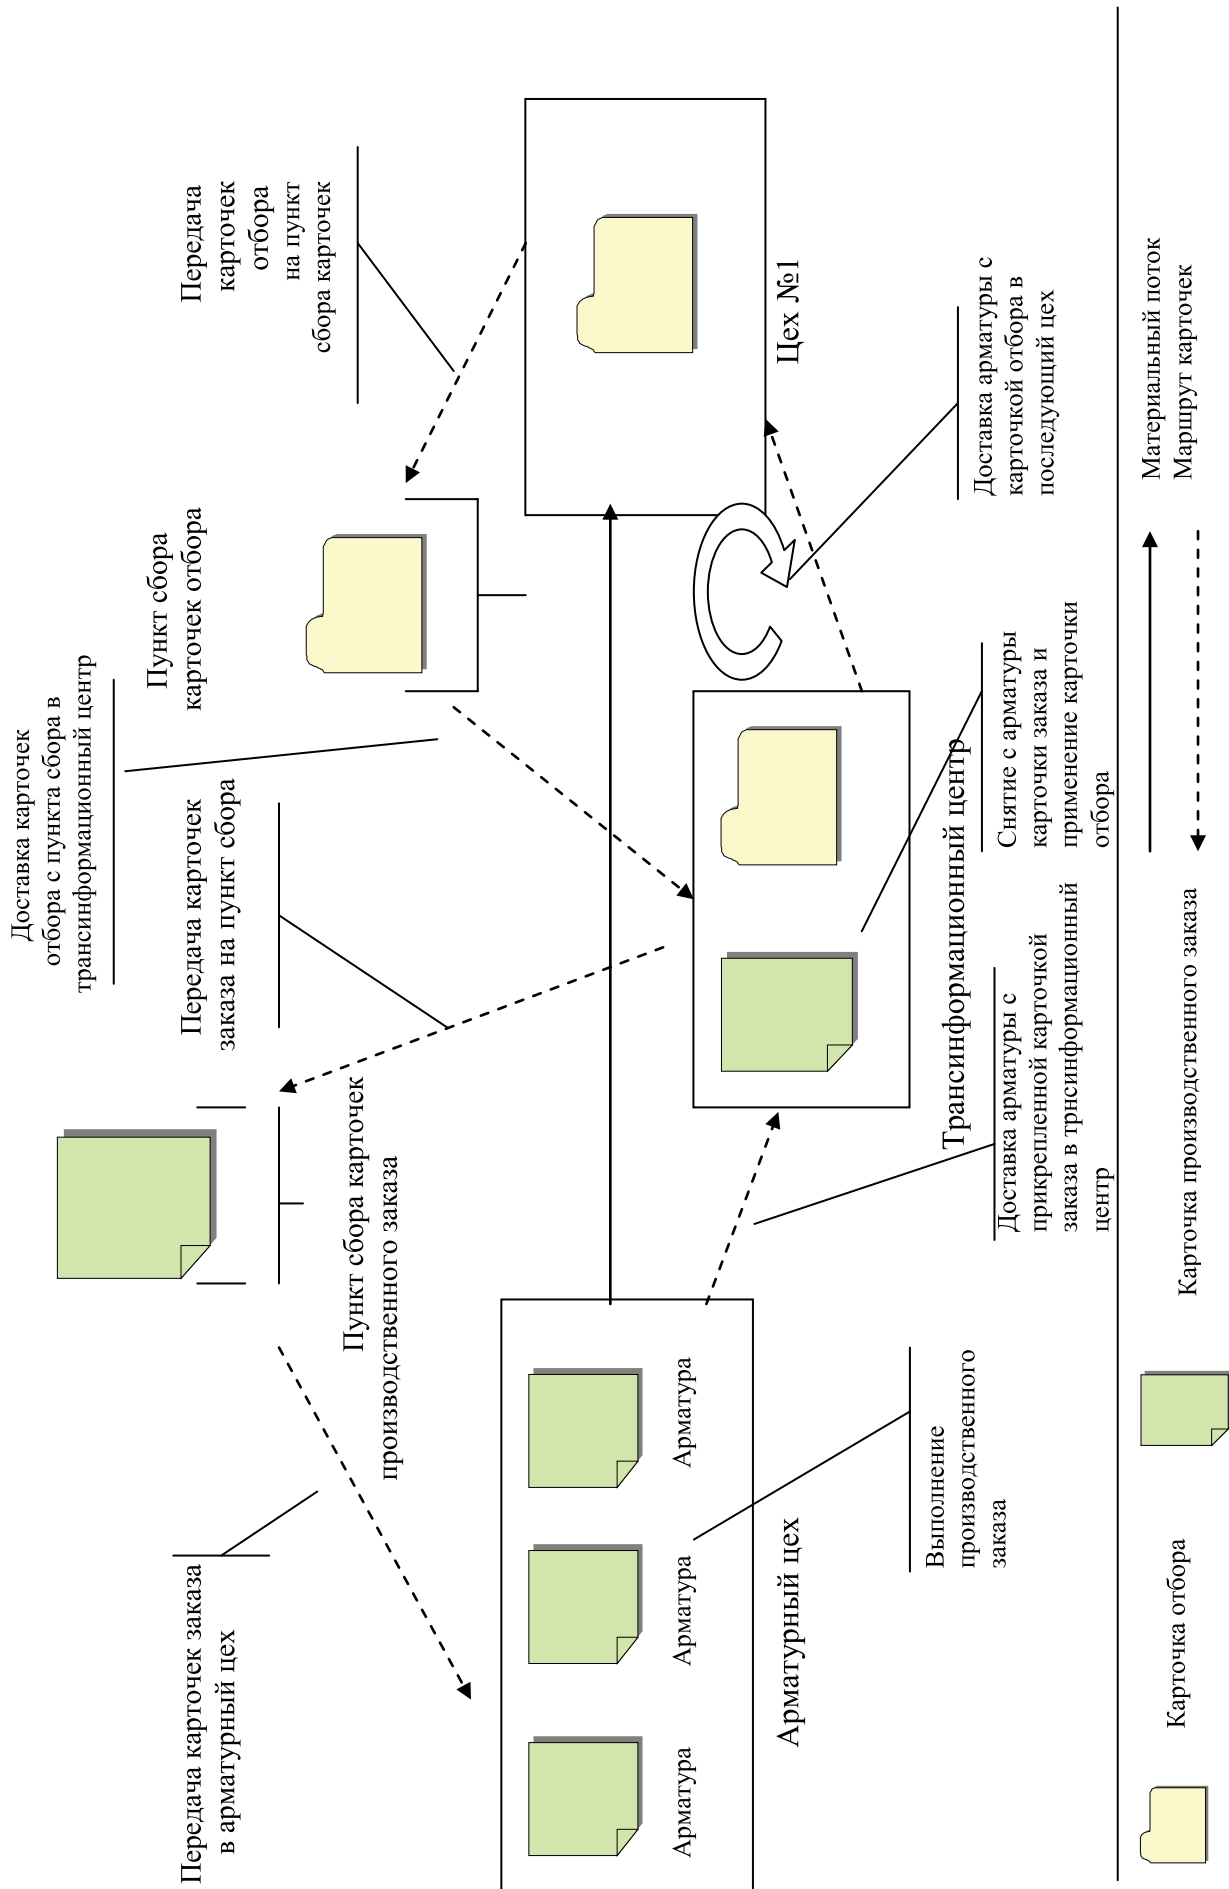 Доставка карточек
отбора с пункта сбора в
трансинформационный центр
Передача карточек заказа
в арматурный цех
Передача карточек
заказа на пункт сбора
Пункт сбора
карточек отбора
Передача
карточек
отбора
на пункт
сбора карточек
Пункт сбора карточек
производственного заказа
Арматура
Арматура
Арматура
Арматурный цех
Трансинформационный центр
Цех №1
Выполнение
производственного
заказа
Доставка арматуры с
прикрепленной карточкой
заказа в трнсинформационный
центр
Снятие с арматуры
карточки заказа и
применение карточки
отбора
Доставка арматуры с
карточкой отбора в
последующий цех
Карточка отбора
Карточка производственного заказа
Материальный поток
Маршрут карточек